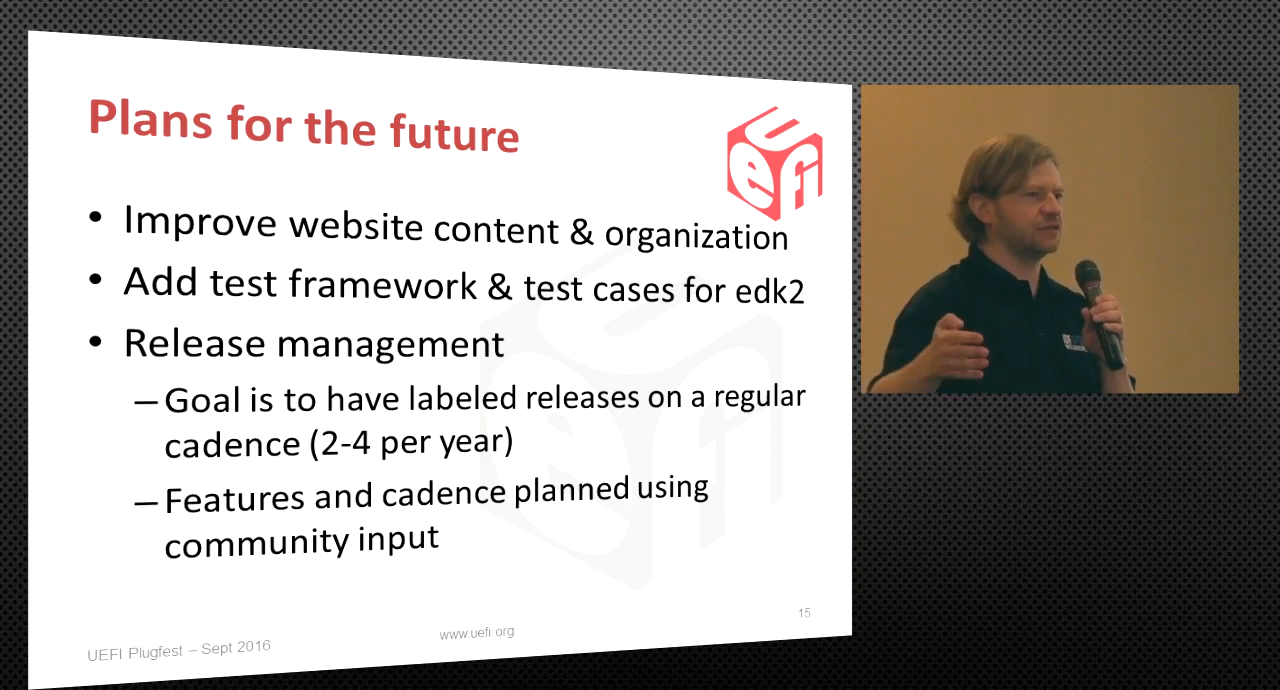 Plans for the future
uefi
• Improve website content & organization
• Add test framework & test cases for edk2
• Release management
– Goal is to have labeled releases on a regular
cadence (2-4 per year)
– Features and cadence planned using
community input
15
www.uefi.org
UEFI Plugfest – Sept 2016